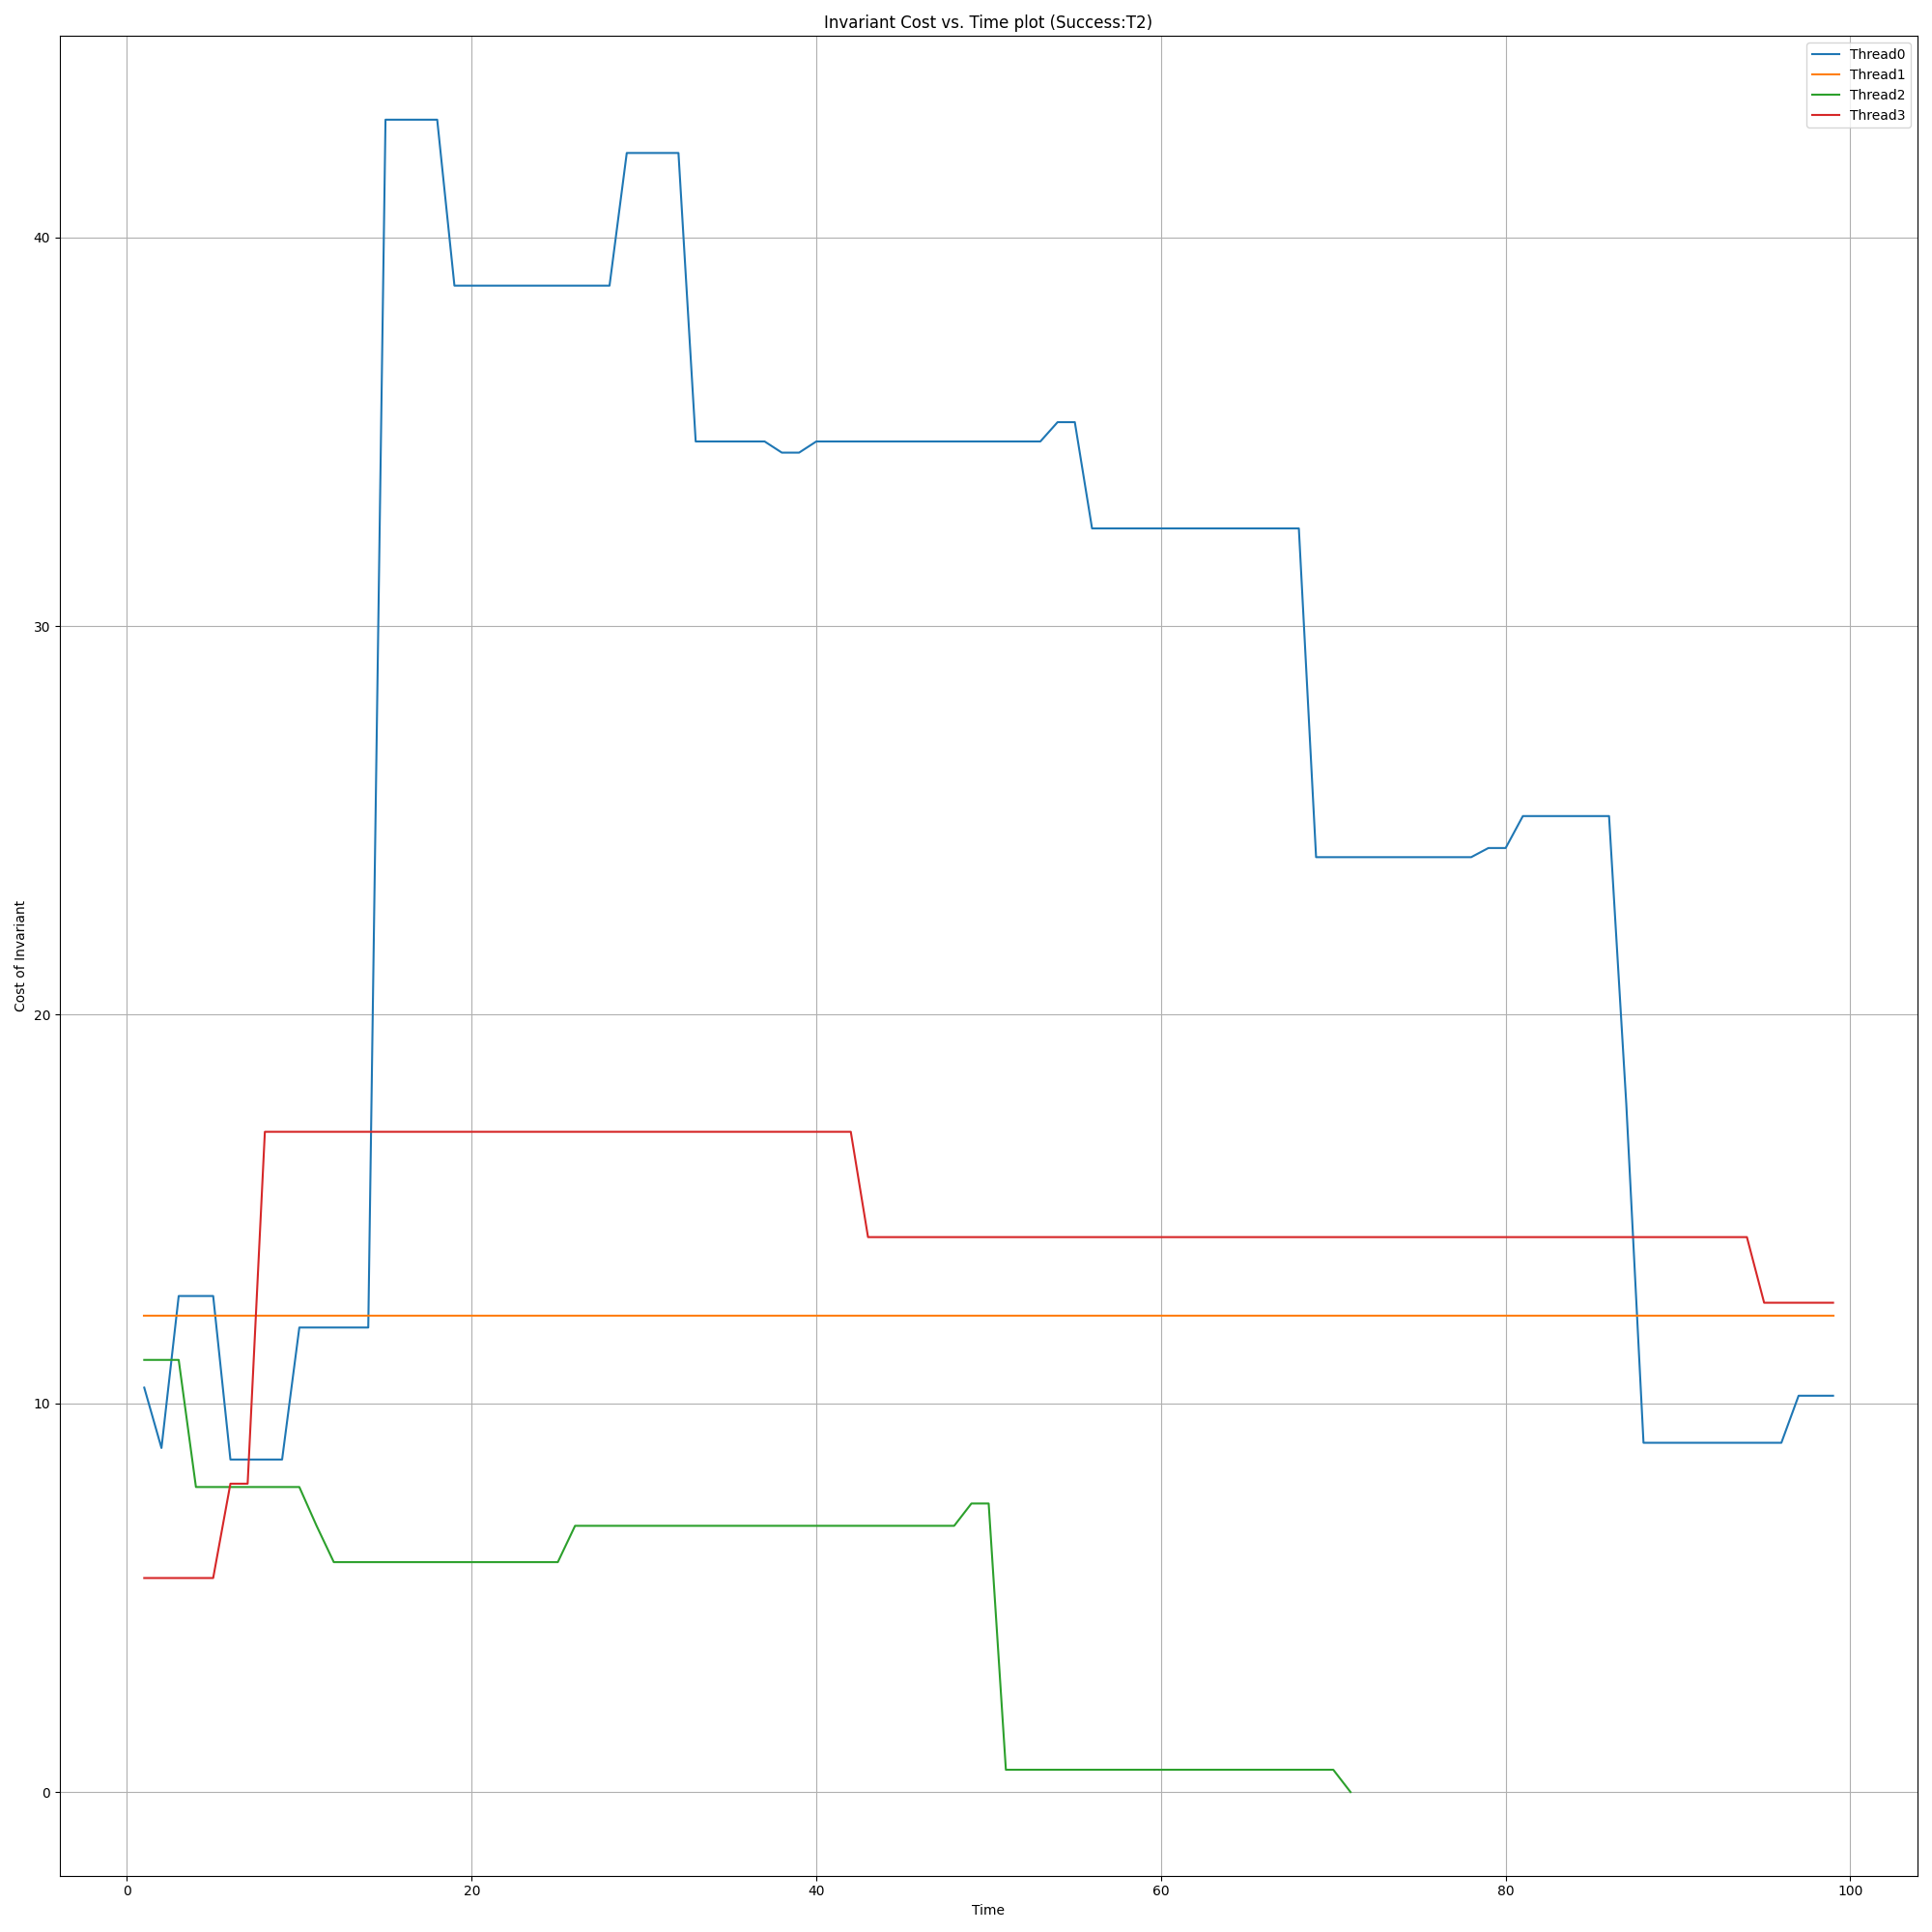 Invariant Cost vs. Time plot (Success:T2)
Thread0
Thread1
Thread2
Thread3
Cost of Invariant
40
30
20
10
0
0 20 40 60 80 100
Time